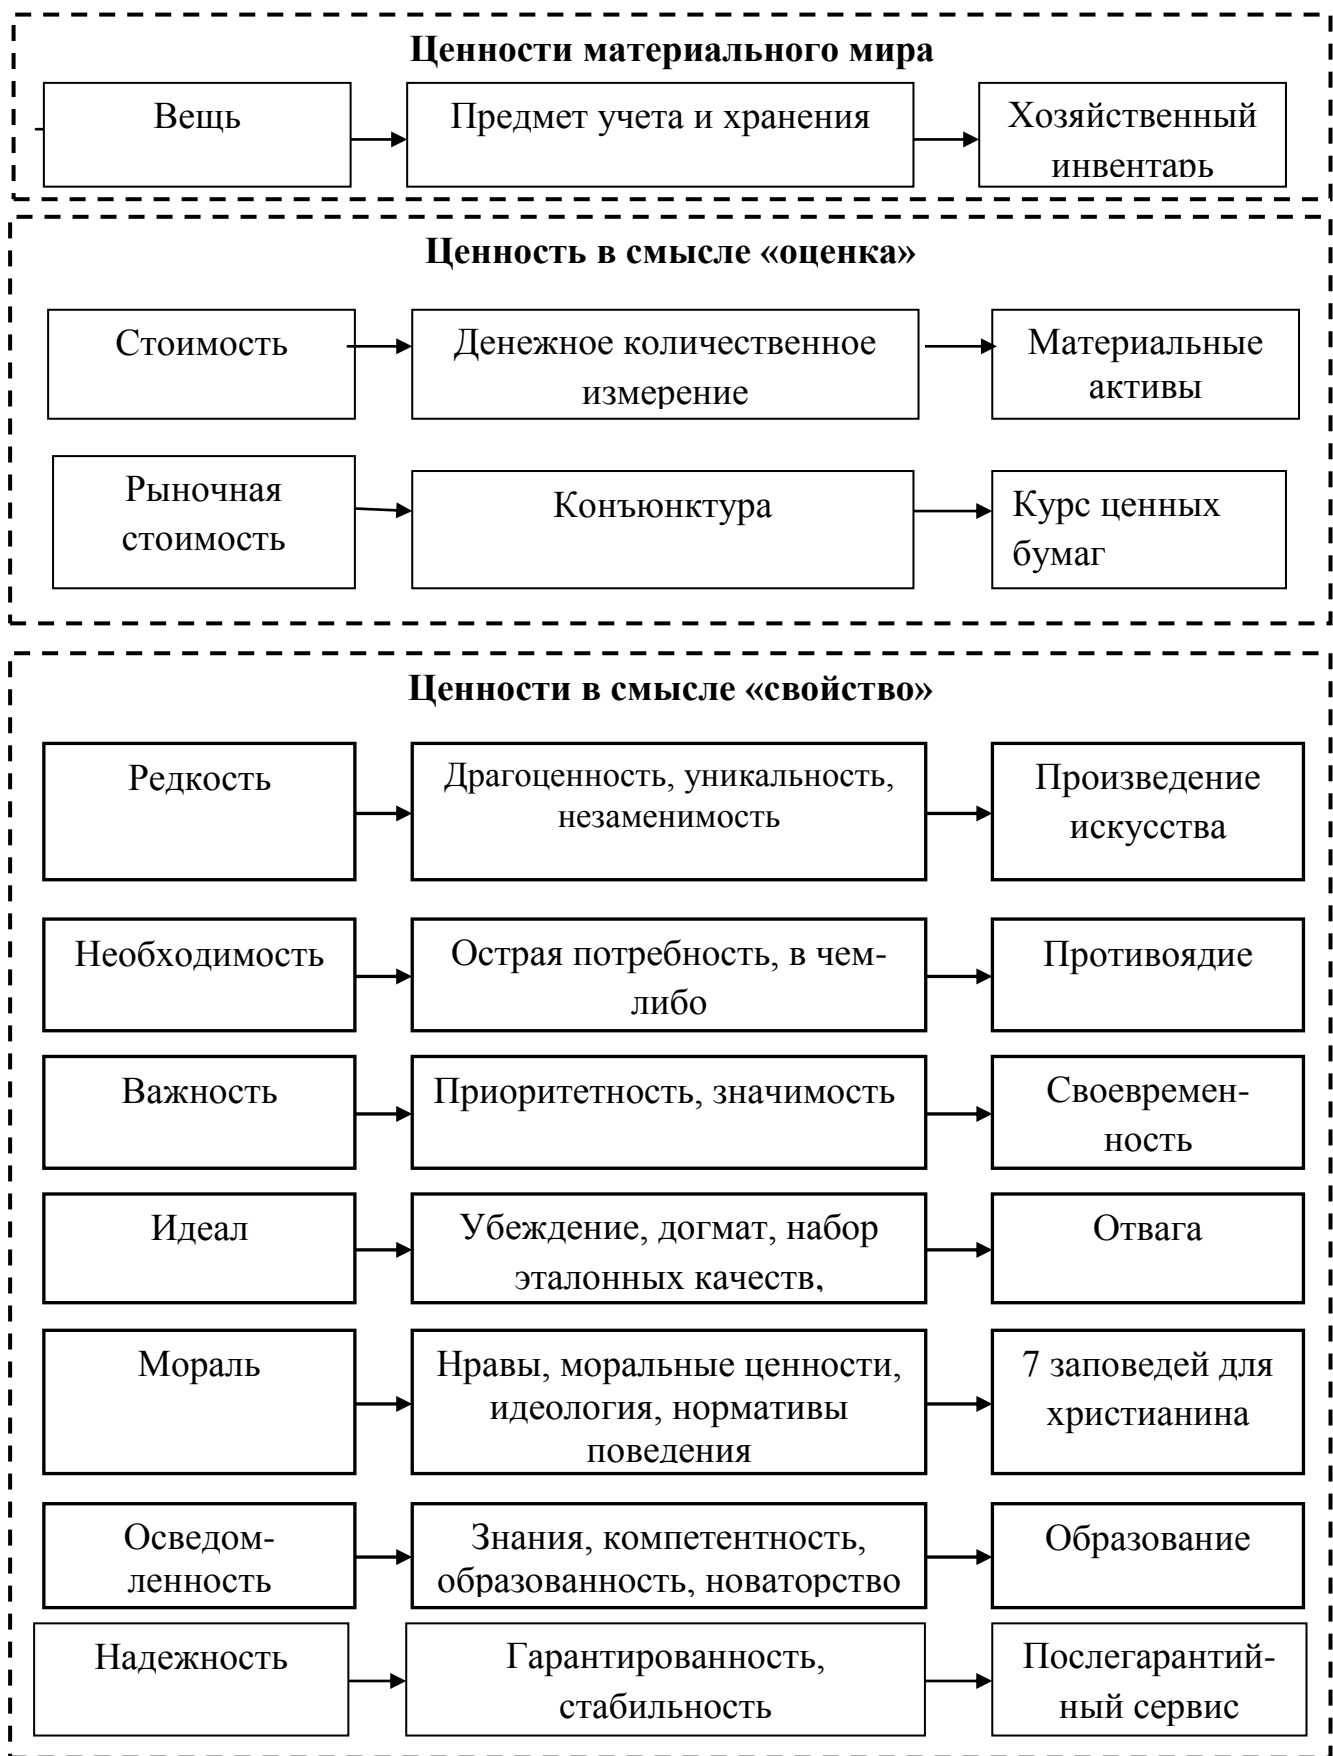 Ценности материального мира
Вещь
Предмет учета и хранения
Хозяйственный
инвентарь
Ценность в смысле «оценка»
Стоимость
Денежное количественное
измерение
Материальные
активы
Рыночная
стоимость
Конъюнктура
Курс ценных
бумаг
Ценности в смысле «свойство»
Редкость
Драгоценность, уникальность,
незаменимость
Произведение
искусства
Необходимость
Острая потребность, в чем-
либо
Противоядие
Важность
Приоритетность, значимость
Своевремен-
ность
Идеал
Убеждение, догмат, набор
эталонных качеств,
Отвага
Мораль
Нравы, моральные ценности,
идеология, нормативы
поведения
7 заповедей для
христианина
Осведом-
ленность
Знания, компетентность,
образованность, новаторство
Образование
Надежность
Гарантированность,
стабильность
Послегарантий-
ный сервис